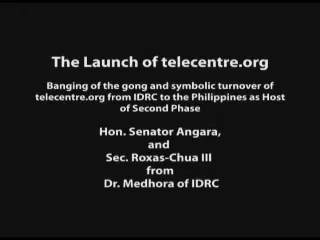 The Launch of telecentre.org
Banging of the gong and symbolic turnover of
telecentre.org from IDRC to the Philippines as Host
of Second Phase
Hon. Senator Angara,
and
Sec. Roxas-Chua III
from
Dr. Medhora of IDRC